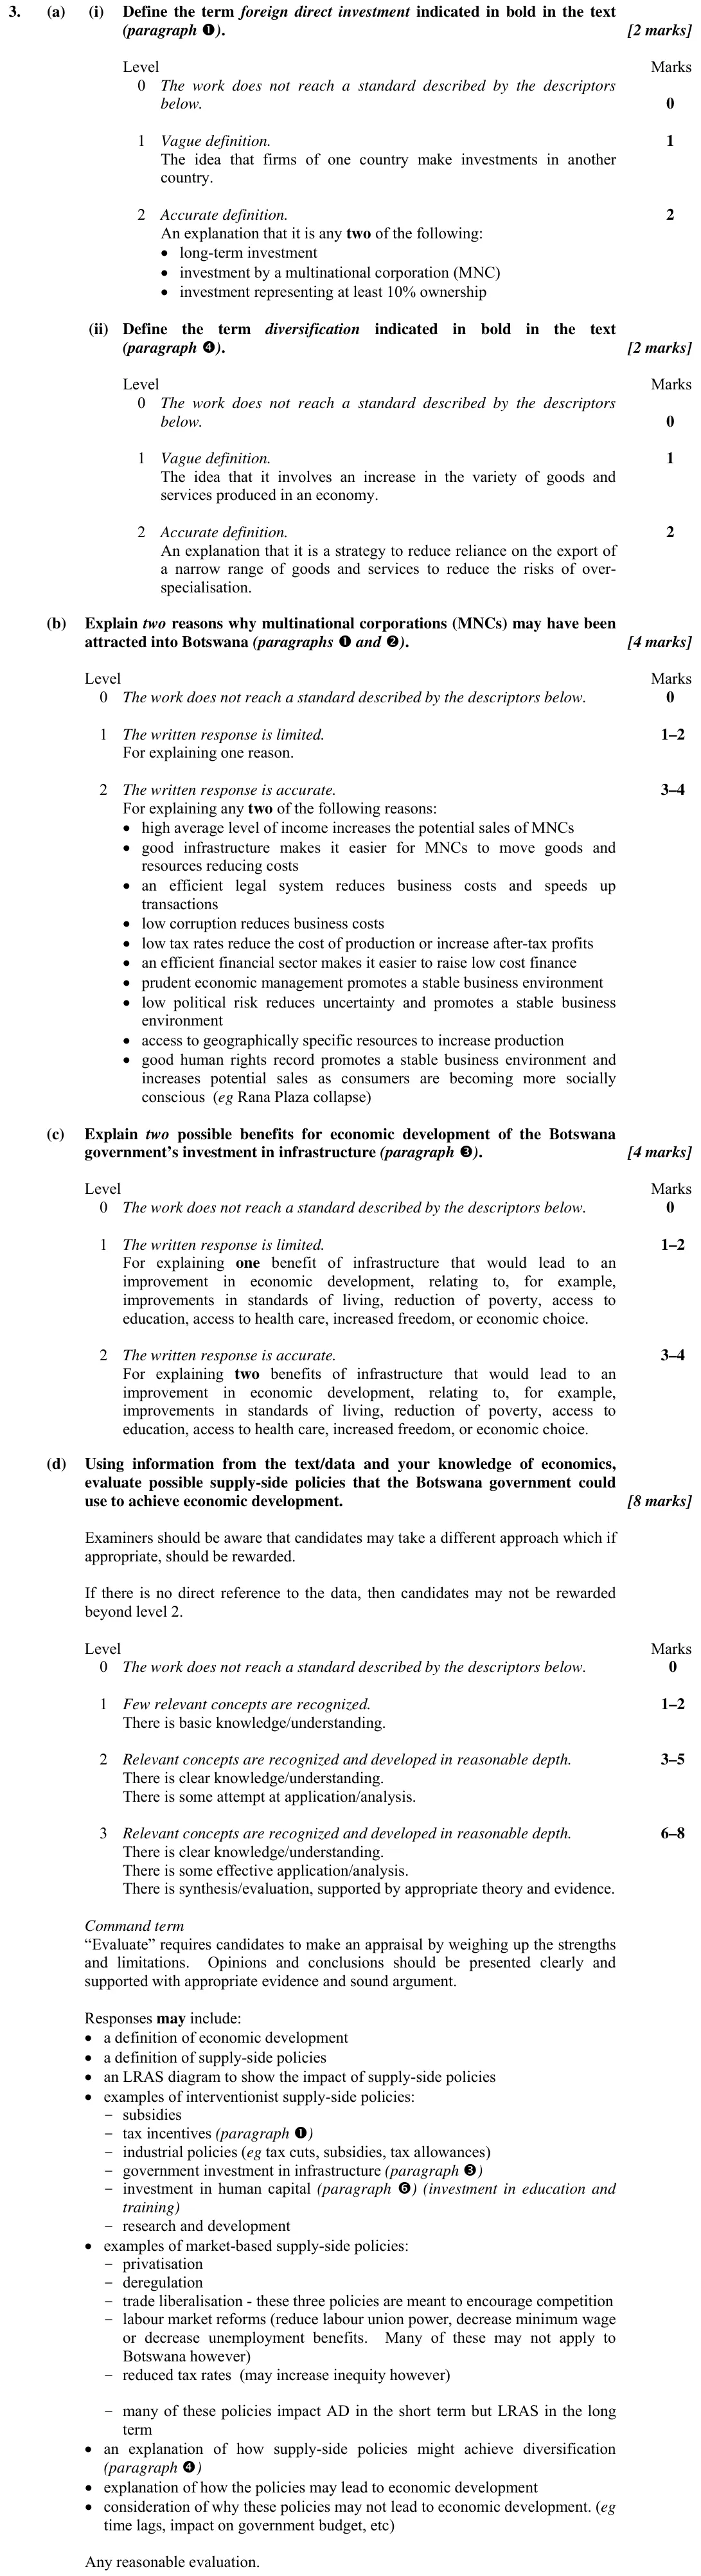 3. (a) (i) Define the term foreign direct investment indicated in bold in the text
(paragraph ❶). [2 marks]
Level Marks
0 The work does not reach a standard described by the descriptors
below. 0
1 Vague definition. 1
The idea that firms of one country make investments in another
country.
2 Accurate definition. 2
An explanation that it is any two of the following:
• long-term investment
• investment by a multinational corporation (MNC)
• investment representing at least 10% ownership
(ii) Define the term diversification indicated in bold in the text
(paragraph ❹). [2 marks]
Level Marks
0 The work does not reach a standard described by the descriptors
below. 0
1 Vague definition. 1
The idea that it involves an increase in the variety of goods and
services produced in an economy.
2 Accurate definition. 2
An explanation that it is a strategy to reduce reliance on the export of
a narrow range of goods and services to reduce the risks of over-
specialisation.
(b) Explain two reasons why multinational corporations (MNCs) may have been
attracted into Botswana (paragraphs ❶ and ❷). [4 marks]
Level Marks
0 The work does not reach a standard described by the descriptors below. 0
1 The written response is limited. 1–2
For explaining one reason.
2 The written response is accurate. 3–4
For explaining any two of the following reasons:
• high average level of income increases the potential sales of MNCs
• good infrastructure makes it easier for MNCs to move goods and
resources reducing costs
• an efficient legal system reduces business costs and speeds up
transactions
• low corruption reduces business costs
• low tax rates reduce the cost of production or increase after-tax profits
• an efficient financial sector makes it easier to raise low cost finance
• prudent economic management promotes a stable business environment
• low political risk reduces uncertainty and promotes a stable business
environment
• access to geographically specific resources to increase production
• good human rights record promotes a stable business environment and
increases potential sales as consumers are becoming more socially
conscious (eg Rana Plaza collapse)
(c) Explain two possible benefits for economic development of the Botswana
government's investment in infrastructure (paragraph ❸). [4 marks]
Level Marks
0 The work does not reach a standard described by the descriptors below. 0
1 The written response is limited. 1–2
For explaining one benefit of infrastructure that would lead to an
improvement in economic development, relating to, for example,
improvements in standards of living, reduction of poverty, access to
education, access to health care, increased freedom, or economic choice.
2 The written response is accurate. 3–4
For explaining two benefits of infrastructure that would lead to an
improvement in economic development, relating to, for example,
improvements in standards of living, reduction of poverty, access to
education, access to health care, increased freedom, or economic choice.
(d) Using information from the text/data and your knowledge of economics,
evaluate possible supply-side policies that the Botswana government could
use to achieve economic development. [8 marks]
Examiners should be aware that candidates may take a different approach which if
appropriate, should be rewarded.
If there is no direct reference to the data, then candidates may not be rewarded
beyond level 2.
Level Marks
0 The work does not reach a standard described by the descriptors below. 0
1 Few relevant concepts are recognized. 1–2
There is basic knowledge/understanding.
2 Relevant concepts are recognized and developed in reasonable depth. 3–5
There is clear knowledge/understanding.
There is some attempt at application/analysis.
3 Relevant concepts are recognized and developed in reasonable depth. 6–8
There is clear knowledge/understanding.
There is some effective application/analysis.
There is synthesis/evaluation, supported by appropriate theory and evidence.
Command term
“Evaluate” requires candidates to make an appraisal by weighing up the strengths
and limitations. Opinions and conclusions should be presented clearly and
supported with appropriate evidence and sound argument.
Responses may include:
• a definition of economic development
• a definition of supply-side policies
• an LRAS diagram to show the impact of supply-side policies
• examples of interventionist supply-side policies:
− subsidies
− tax incentives (paragraph ❶)
− industrial policies (eg tax cuts, subsidies, tax allowances)
− government investment in infrastructure (paragraph ❸)
− investment in human capital (paragraph ❻) (investment in education and
training)
− research and development
• examples of market-based supply-side policies:
− privatisation
− deregulation
− trade liberalisation - these three policies are meant to encourage competition
− labour market reforms (reduce labour union power, decrease minimum wage
or decrease unemployment benefits. Many of these may not apply to
Botswana however)
− reduced tax rates (may increase inequity however)
− many of these policies impact AD in the short term but LRAS in the long
term
• an explanation of how supply-side policies might achieve diversification
(paragraph ❹)
• explanation of how the policies may lead to economic development
• consideration of why these policies may not lead to economic development. (eg
time lags, impact on government budget, etc)
Any reasonable evaluation.